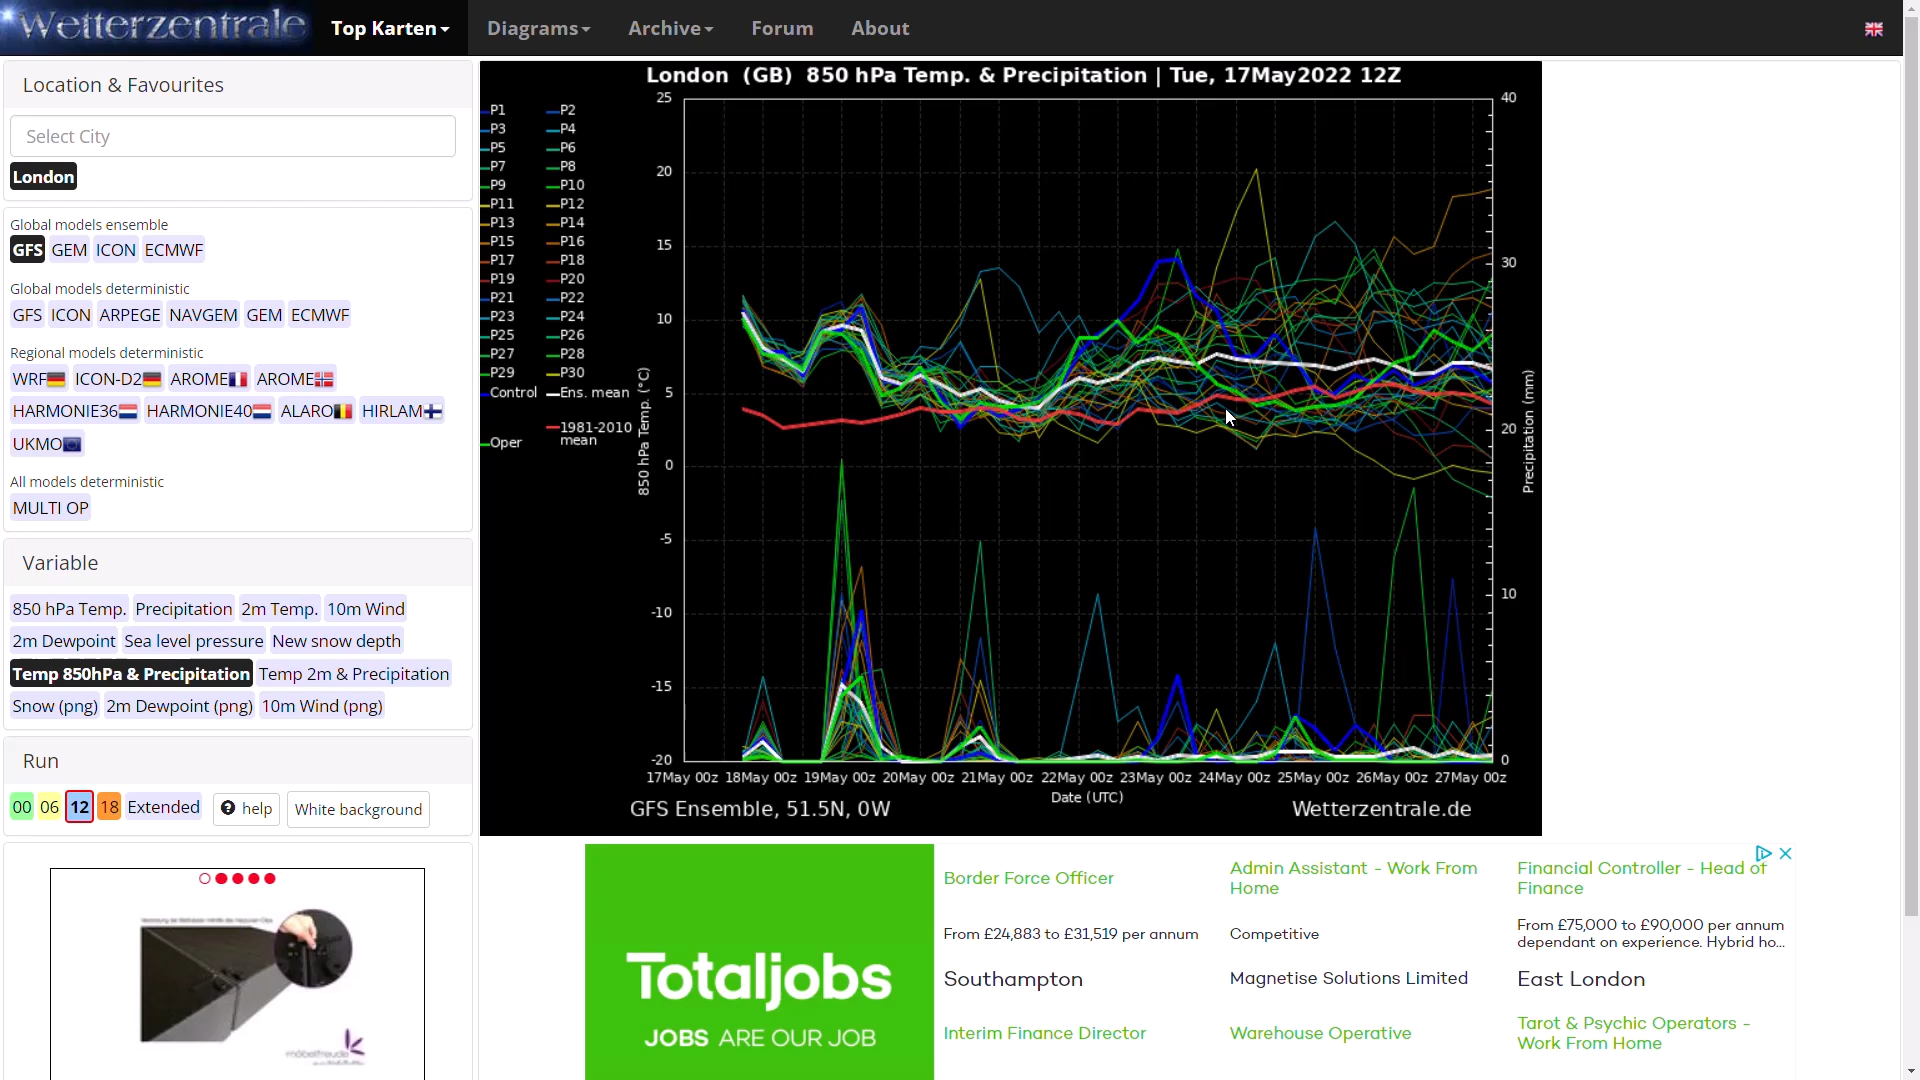 Wetterzentrale
Top Karten
Diagrams
Archive
Forum
About
Location & Favourites
Select City
London
Global models ensemble
GFS GEM ICON ECMWF
Global models deterministic
GFS ICON ARPEGE NAVGEM GEM ECMWF
Regional models deterministic
WRF ICON-D2 AROME AROME
HARMONIE36 HARMONIE40 ALARO HIRLAM
UKMO
All models deterministic
MULTI OP
Variable
850 hPa Temp. Precipitation 2m Temp. 10m Wind
2m Dewpoint Sea level pressure New snow depth
Temp 850hPa & Precipitation Temp 2m & Precipitation
Snow (png) 2m Dewpoint (png) 10m Wind (png)
Run
00 06 12 18 Extended help White background
London (GB) 850 hPa Temp. & Precipitation | Tue, 17May2022 12Z
P1 P2
P3 P4
P5 P6
P7 P8
P9 P10
P11 P12
P13 P14
P15 P16
P17 P18
P19 P20
P21 P22
P23 P24
P25 P26
P27 P28
P29 P30
Control Ens. mean
Oper 1981-2010
mean
850 hPa Temp. (°C)
25
20
15
10
5
0
-5
-10
-15
-20
40
30
20
10
0
Precipitation (mm)
17May 00z 18May 00z 19May 00z 20May 00z 21May 00z 22May 00z 23May 00z 24May 00z 25May 00z 26May 00z 27May 00z
Date (UTC)
GFS Ensemble, 51.5N, 0W
Wetterzentrale.de
Totaljobs
JOBS ARE OUR JOB
Border Force Officer
From £24,883 to £31,519 per annum
Southampton
Interim Finance Director
Admin Assistant - Work From
Home
Competitive
Magnetise Solutions Limited
Warehouse Operative
Financial Controller - Head of
Finance
From £75,000 to £90,000 per annum
dependant on experience. Hybrid ho...
East London
Tarot & Psychic Operators -
Work From Home
möbelfreude